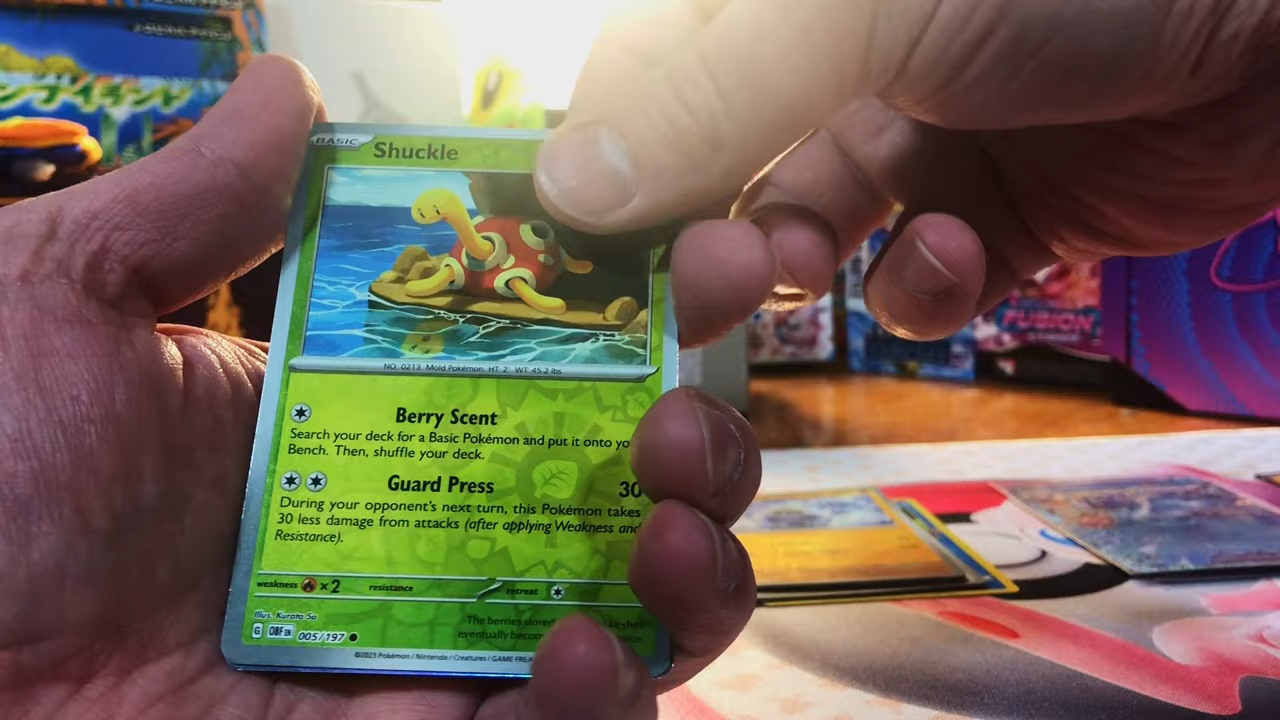 BASIC
Shuckle
NO. 0213 Mold Pokémon HT: 2' WT: 45.2 lbs.
Berry Scent
Search your deck for a Basic Pokémon and put it onto
Bench. Then, shuffle your deck.
Guard Press 30
During your opponent's next turn, this Pokémon takes
30 less damage from attacks (after applying Weakness and
Resistance).
weakness ×2 resistance retreat
Illus. Kurata So
The berries stored
eventually
G OBF EN 005/197
©2023 Pokémon / Nintendo / Creatures / GAME
FUSION